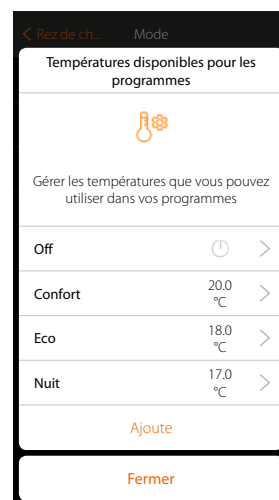 Rez de ch... Mode
Températures disponibles pour les
programmes
Gérer les températures que vous pouvez
utiliser dans vos programmes
Off
Confort 20.0
°C
Eco 18.0
°C
Nuit 17.0
°C
Ajoute
Fermer